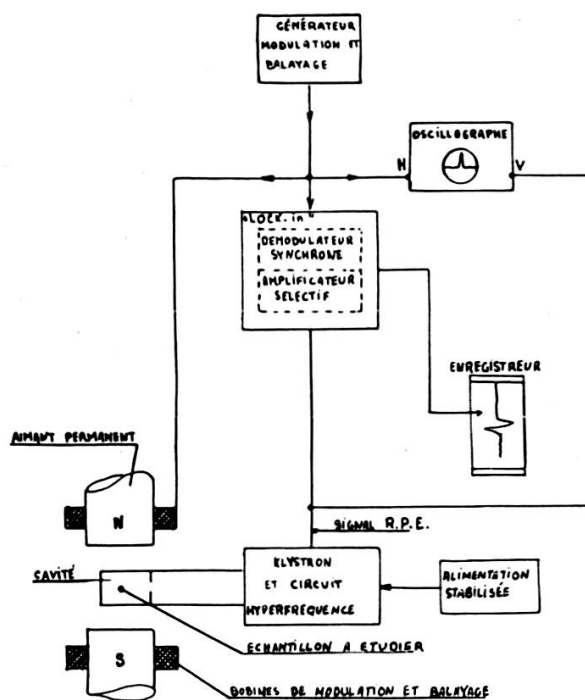 GÉNÉRATEUR
MODULATION ET
BALAYAGE
OSCILLOGRAPHE
H
V
"LOCK-in"
DEMODULATEUR
SYNCHRONE
AMPLIFICATEUR
SELECTIF
ENREGISTREUR
AIMANT PERMANENT
N
SIGNAL R.P.E.
CAVITÉ
KLYSTRON
ET CIRCUIT
HYPERFRÉQUENCE
ALIMENTATION
STABILISÉE
ECHANTILLON A ETUDIER
S
BOBINES DE MODULATION ET BALAYAGE